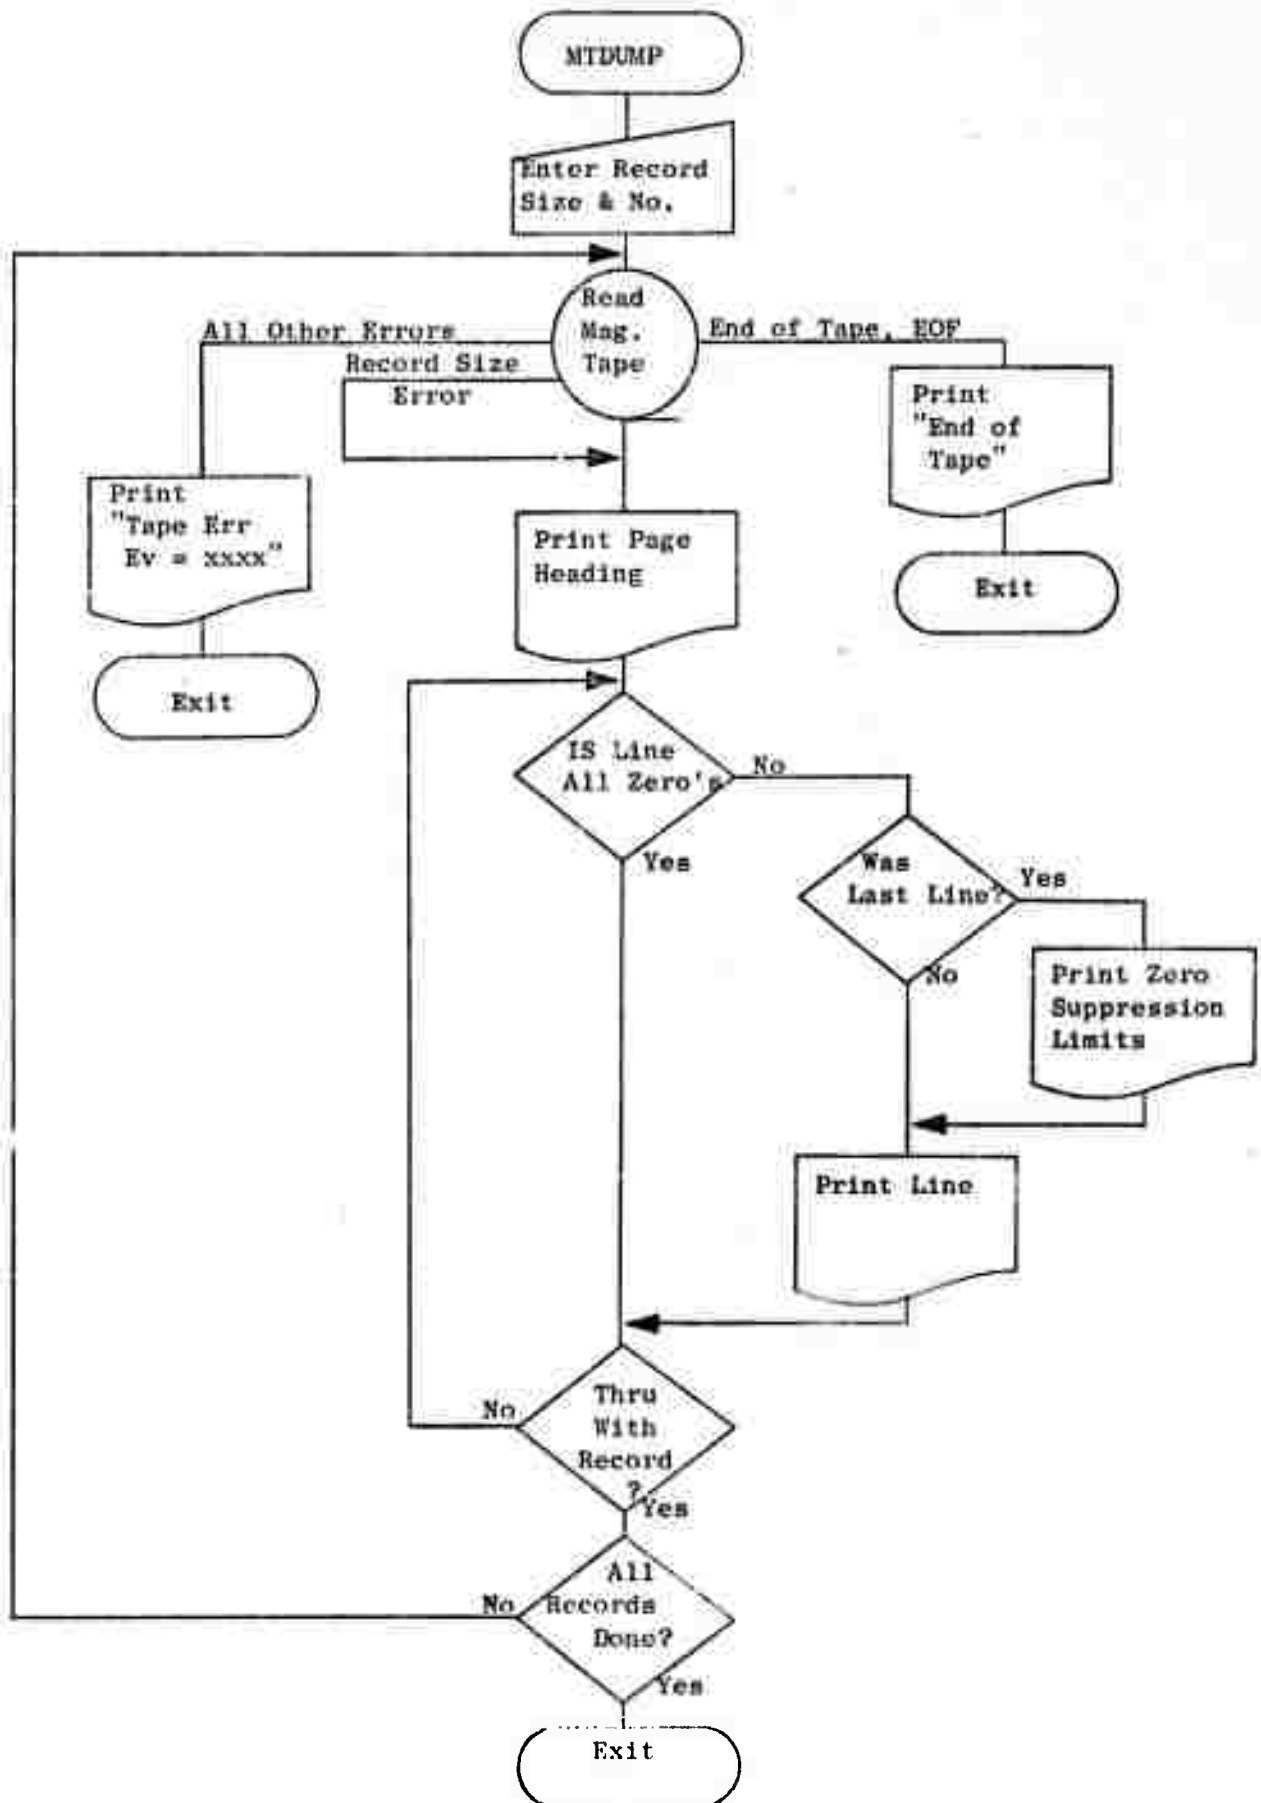 MTDUMP
Enter Record
Size & No.
Read
Mag.
Tape
All Other Errors
Record Size
Error
End of Tape, EOF
Print
"End of
Tape"
Exit
Print
"Tape Err
Ev = xxxx"
Exit
Print Page
Heading
IS Line
All Zero's
No
Yes
Was
Last Line?
Yes
No
Print Zero
Suppression
Limits
Print Line
Thru
With
Record
?
No
Yes
All
Records
Done?
No
Yes
Exit